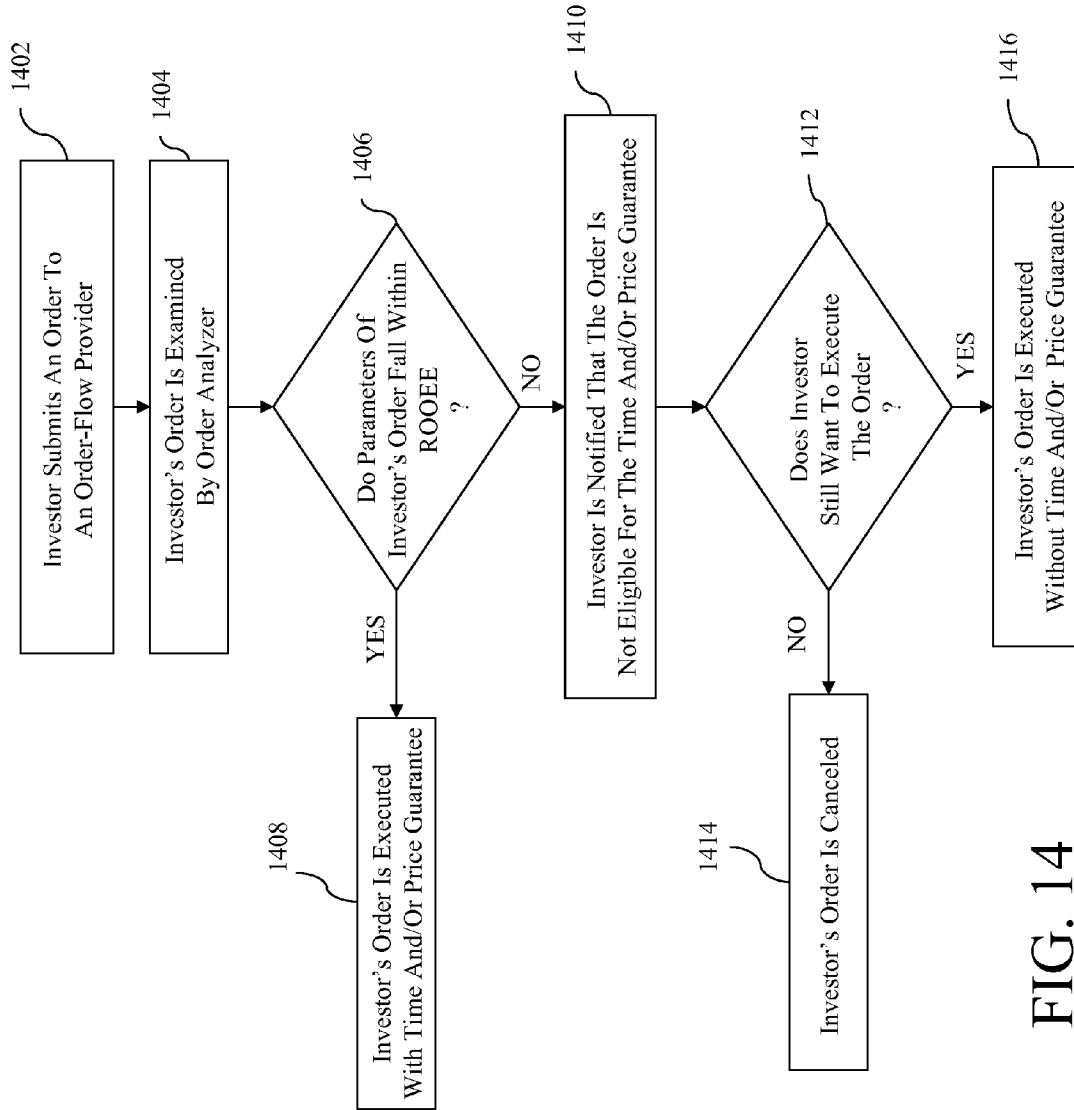 1402
Investor Submits An Order To
An Order-Flow Provider
1404
Investor's Order Is Examined
By Order Analyzer
1406
Do Parameters Of
Investor's Order Fall Within
ROOEE
?
YES
NO
1408
Investor's Order Is Executed
With Time And/Or Price Guarantee
1410
Investor Is Notified That The Order Is
Not Eligible For The Time And/Or Price Guarantee
1412
Does Investor
Still Want To Execute
The Order
?
NO
YES
1414
Investor's Order Is Canceled
1416
Investor's Order Is Executed
Without Time And/Or Price Guarantee
FIG. 14